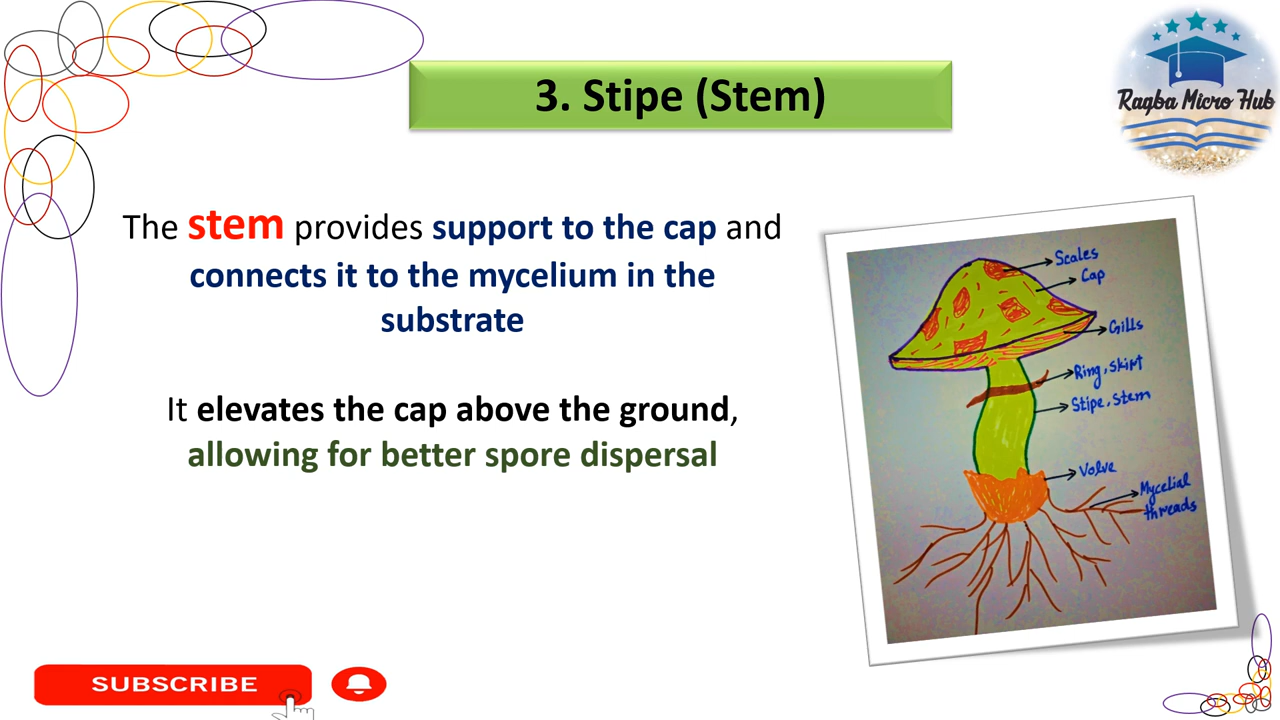 3. Stipe (Stem)
Ragba Micro Hub
The stem provides support to the cap and
connects it to the mycelium in the
substrate
It elevates the cap above the ground,
allowing for better spore dispersal
Scales
Cap
Gills
Ring, skirt
Stipe, stem
Volve
Mycelial
threads
SUBSCRIBE